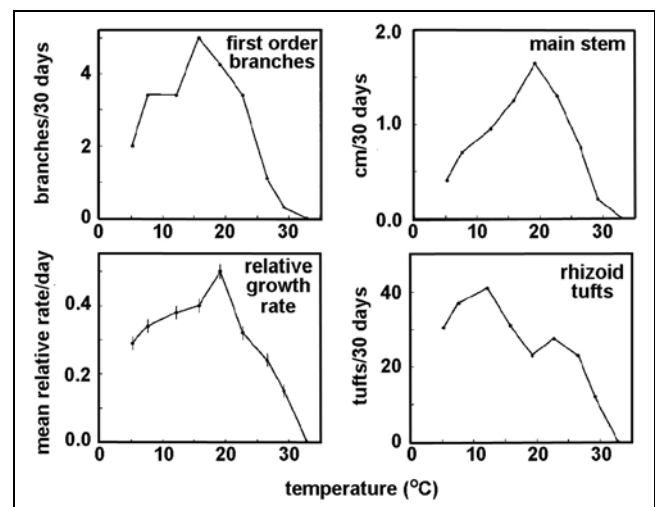 first order
branches
branches/30 days
4
2
0
0 10 20 30
main stem
cm/30 days
2.0
1.0
0.0
0 10 20 30
relative
growth
rate
mean relative rate/day
0.4
0.2
0.0
0 10 20 30
rhizoid
tufts
tufts/30 days
40
20
0
0 10 20 30
temperature (°C)